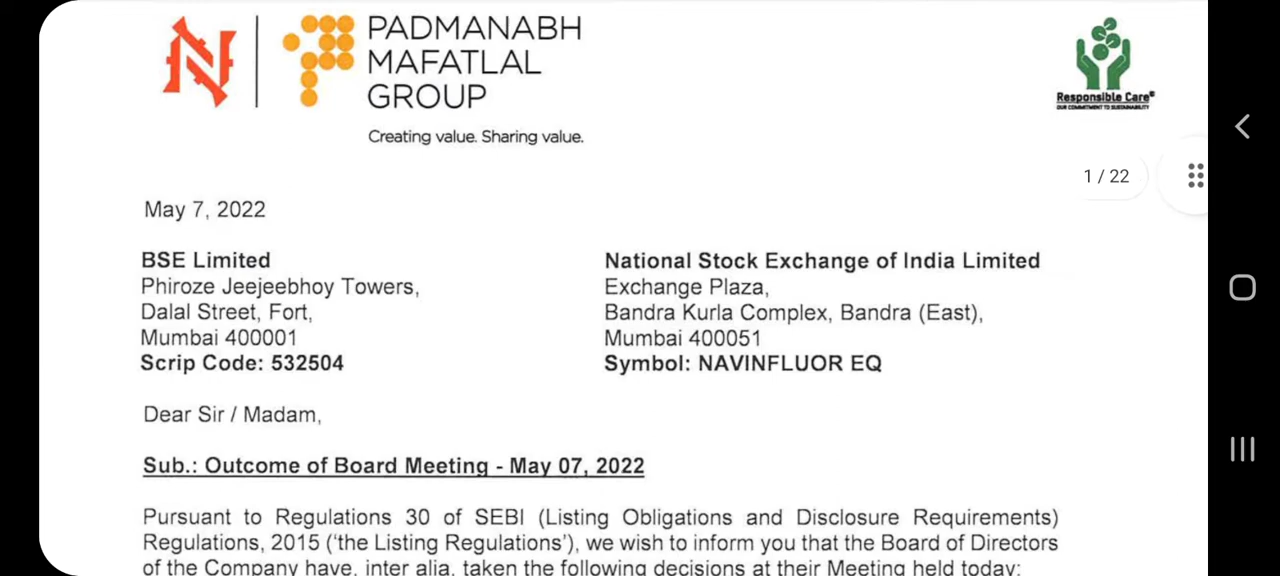 PADMANABH
MAFATLAL
GROUP
Creating value. Sharing value.
Responsible Care®
OUR COMMITMENT TO SUSTAINABILITY
1 / 22
May 7, 2022
BSE Limited
Phiroze Jeejeebhoy Towers,
Dalal Street, Fort,
Mumbai 400001
Scrip Code: 532504
National Stock Exchange of India Limited
Exchange Plaza,
Bandra Kurla Complex, Bandra (East),
Mumbai 400051
Symbol: NAVINFLUOR EQ
Dear Sir / Madam,
Sub.: Outcome of Board Meeting - May 07, 2022
Pursuant to Regulations 30 of SEBI (Listing Obligations and Disclosure Requirements)
Regulations, 2015 (‘the Listing Regulations’), we wish to inform you that the Board of Directors
of the Company have, inter alia, taken the following decisions at their Meeting held today: